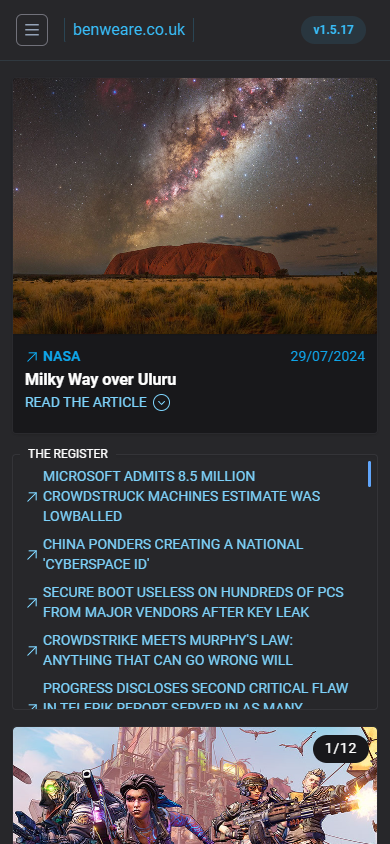 benweare.co.uk
v1.5.17
NASA
29/07/2024
Milky Way over Uluru
READ THE ARTICLE
THE REGISTER
MICROSOFT ADMITS 8.5 MILLION
CROWDSTRUCK MACHINES ESTIMATE WAS
LOWBALLED
CHINA PONDERS CREATING A NATIONAL
'CYBERSPACE ID'
SECURE BOOT USELESS ON HUNDREDS OF PCS
FROM MAJOR VENDORS AFTER KEY LEAK
CROWDSTRIKE MEETS MURPHY'S LAW:
ANYTHING THAT CAN GO WRONG WILL
PROGRESS DISCLOSES SECOND CRITICAL FLAW
IN TELERIK REPORT SERVER IN AS MANY
1/12